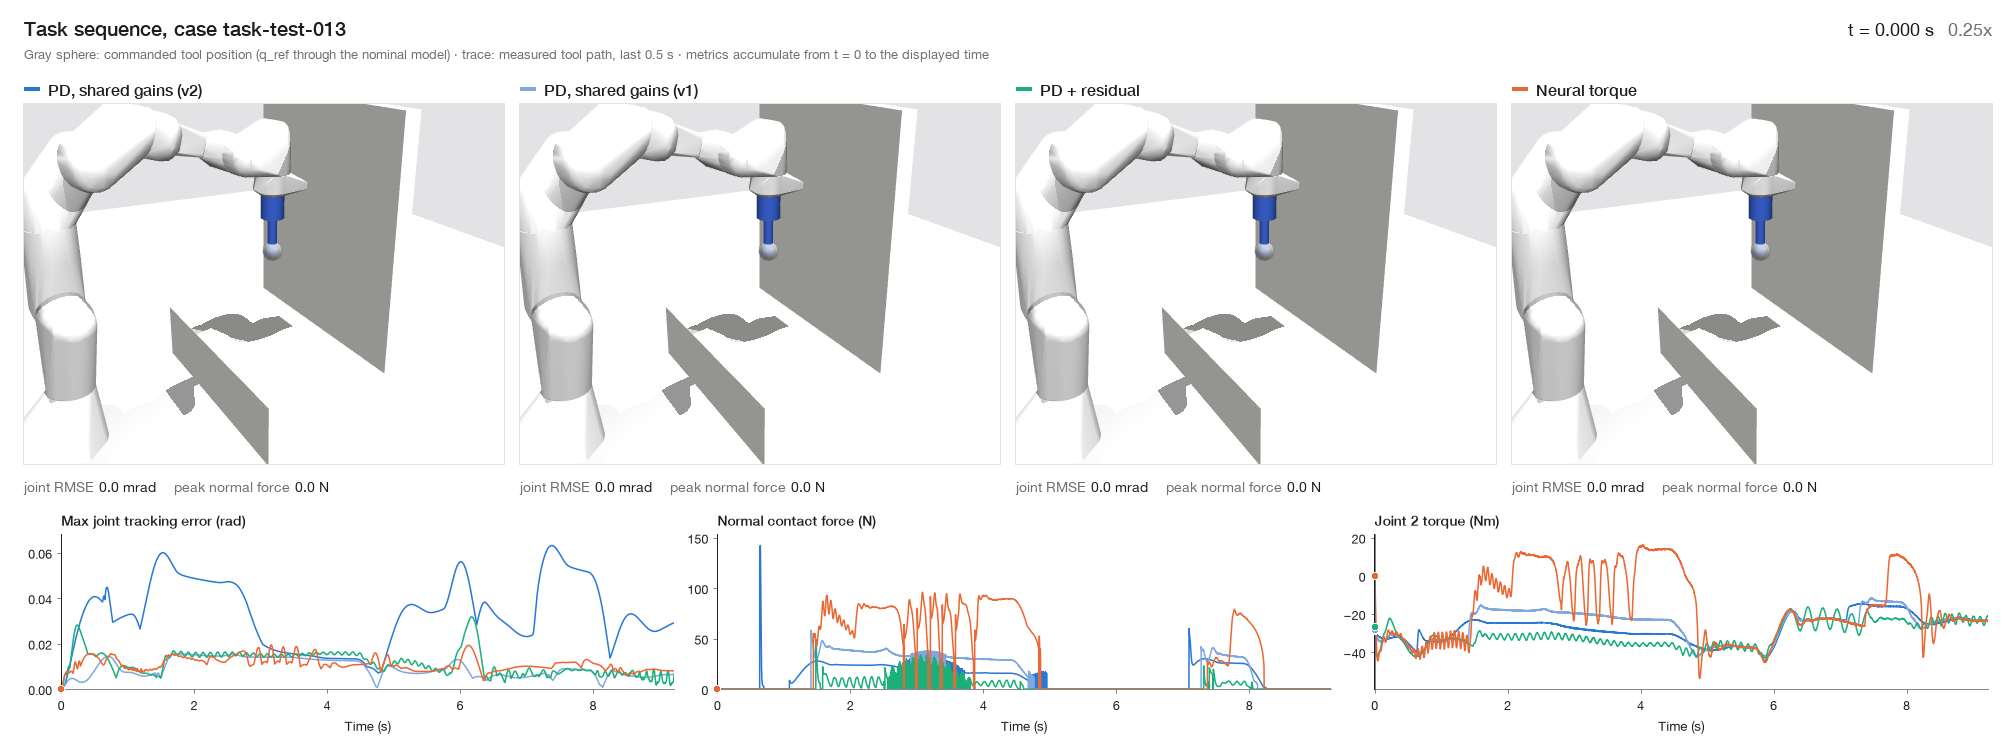 Task sequence, case task-test-013
t = 0.000 s 0.25x
Gray sphere: commanded tool position (q_ref through the nominal model) · trace: measured tool path, last 0.5 s · metrics accumulate from t = 0 to the displayed time
PD, shared gains (v2)
PD, shared gains (v1)
PD + residual
Neural torque
joint RMSE 0.0 mrad peak normal force 0.0 N
joint RMSE 0.0 mrad peak normal force 0.0 N
joint RMSE 0.0 mrad peak normal force 0.0 N
joint RMSE 0.0 mrad peak normal force 0.0 N
Max joint tracking error (rad)
0.06
0.04
0.02
0.00
0 2 4 6 8
Time (s)
Normal contact force (N)
150
100
50
0
0 2 4 6 8
Time (s)
Joint 2 torque (Nm)
20
0
−20
−40
0 2 4 6 8
Time (s)